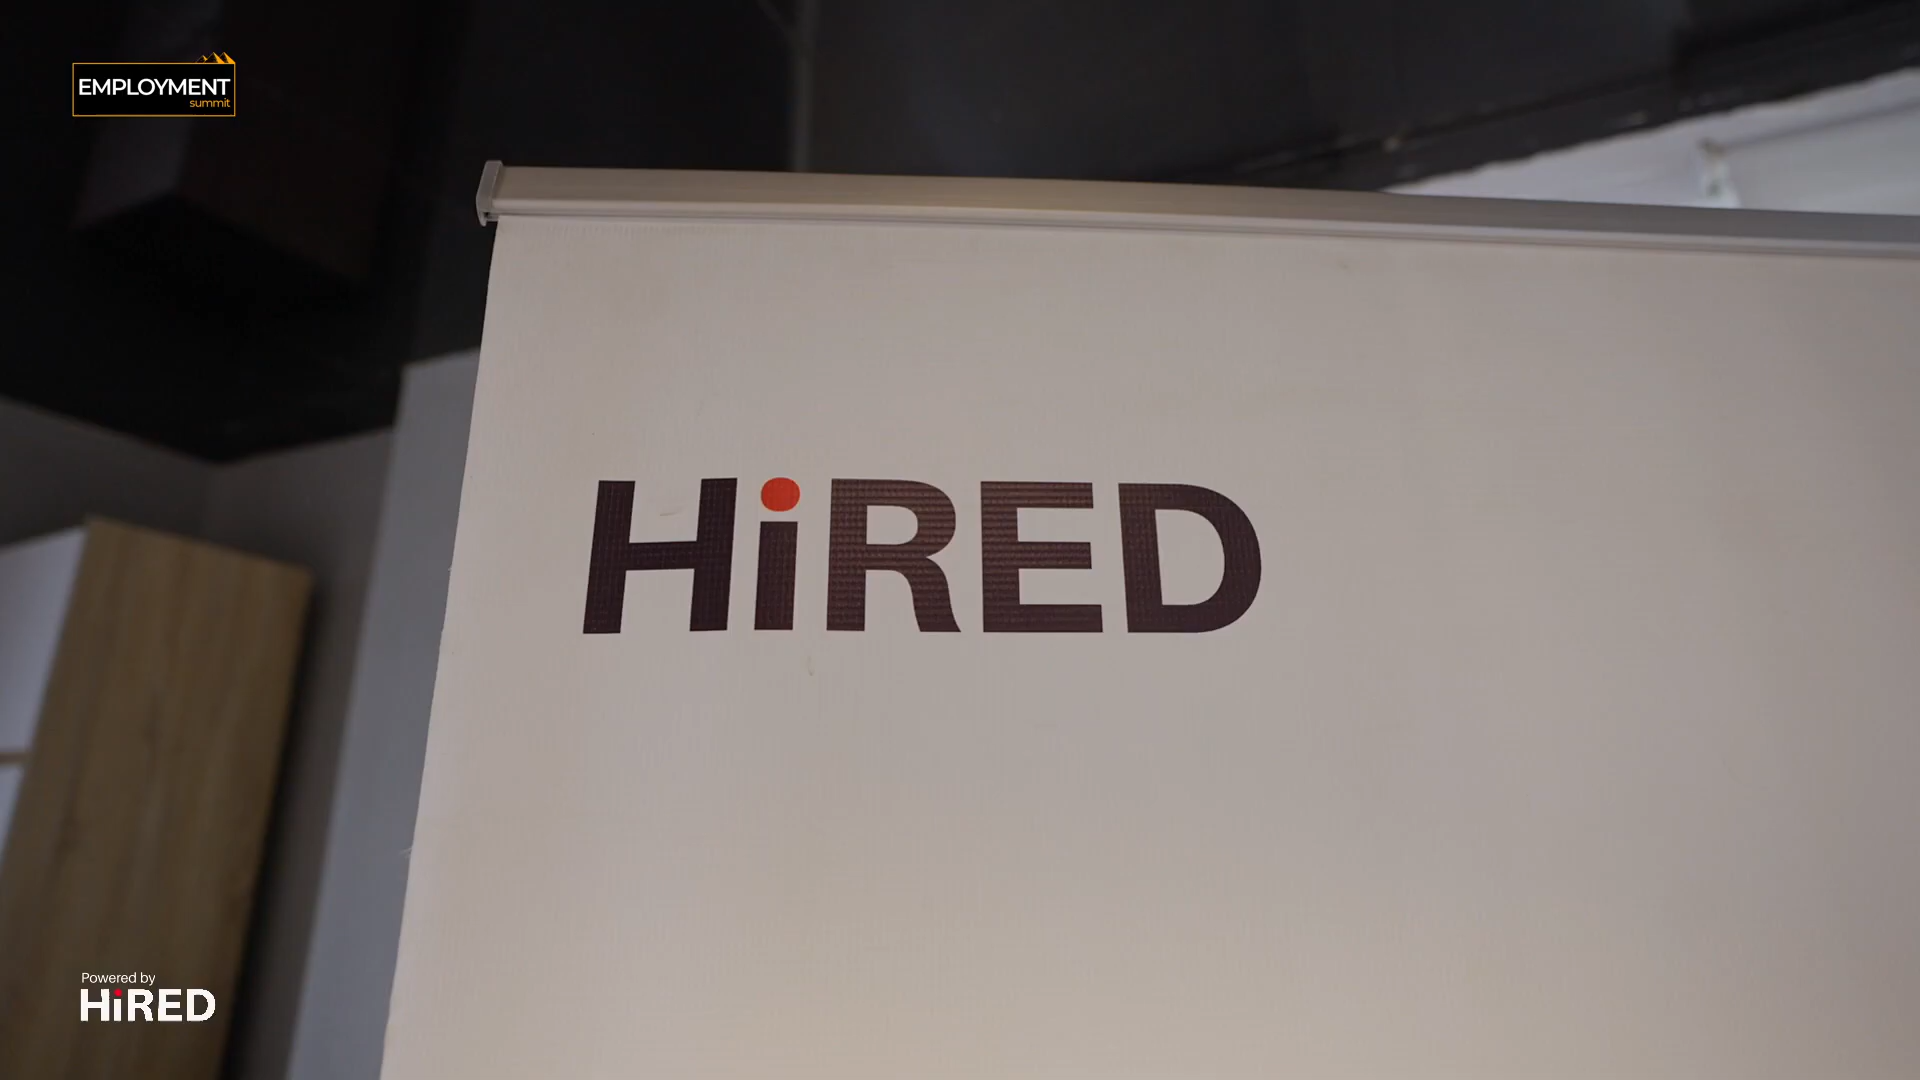 EMPLOYMENT
summit
HiRED
Powered by
HiRED